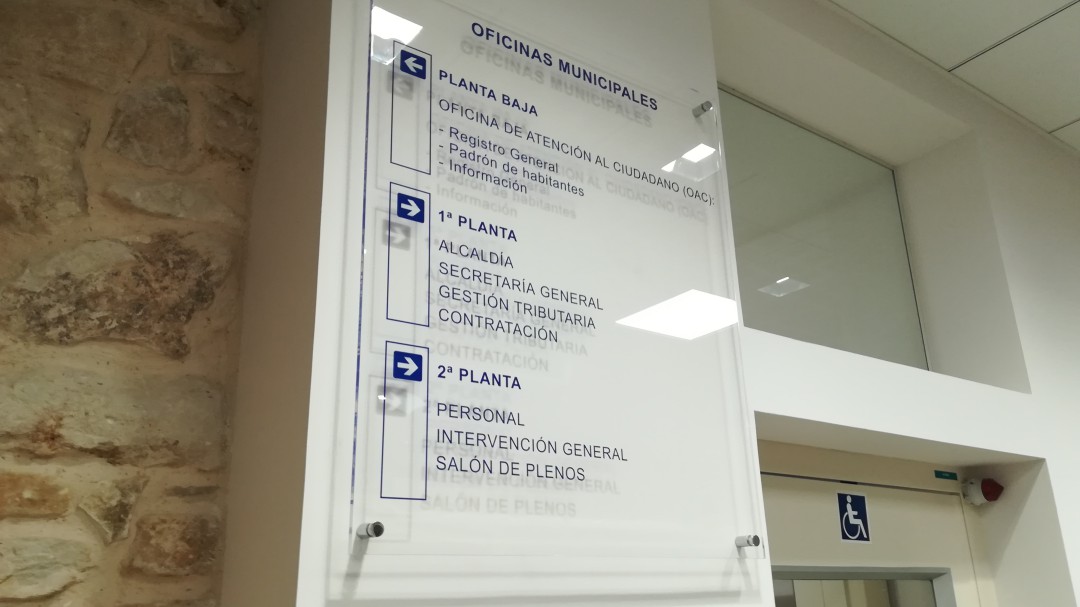 OFICINAS MUNICIPALES
PLANTA BAJA
OFICINA DE ATENCIÓN AL CIUDADANO (OAC):
- Registro General
- Padrón de habitantes
- Información
1ª PLANTA
ALCALDÍA
SECRETARÍA GENERAL
GESTIÓN TRIBUTARIA
CONTRATACIÓN
2ª PLANTA
PERSONAL
INTERVENCIÓN GENERAL
SALÓN DE PLENOS